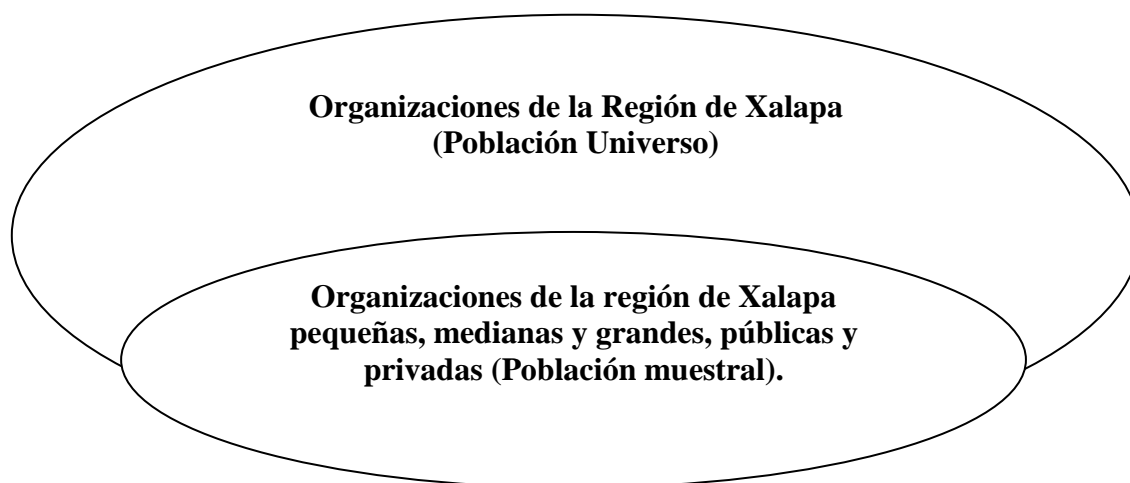 Organizaciones de la Región de Xalapa
(Población Universo)
Organizaciones de la región de Xalapa
pequeñas, medianas y grandes, públicas y
privadas (Población muestral).